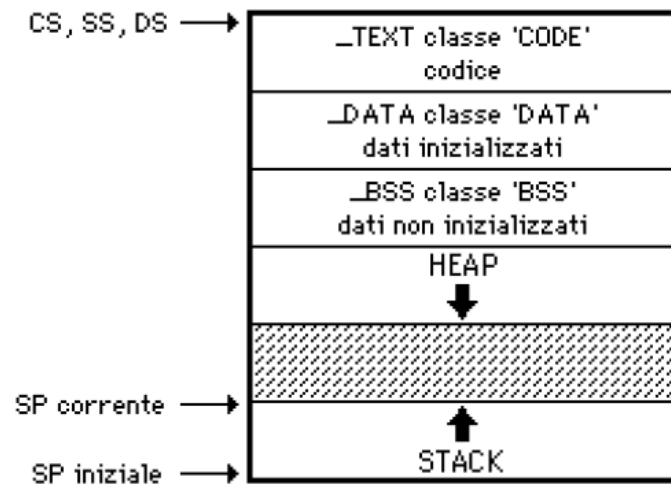 CS, SS, DS
_TEXT classe 'CODE'
codice
_DATA classe 'DATA'
dati inizializzati
_BSS classe 'BSS'
dati non inizializzati
HEAP
SP corrente
STACK
SP iniziale